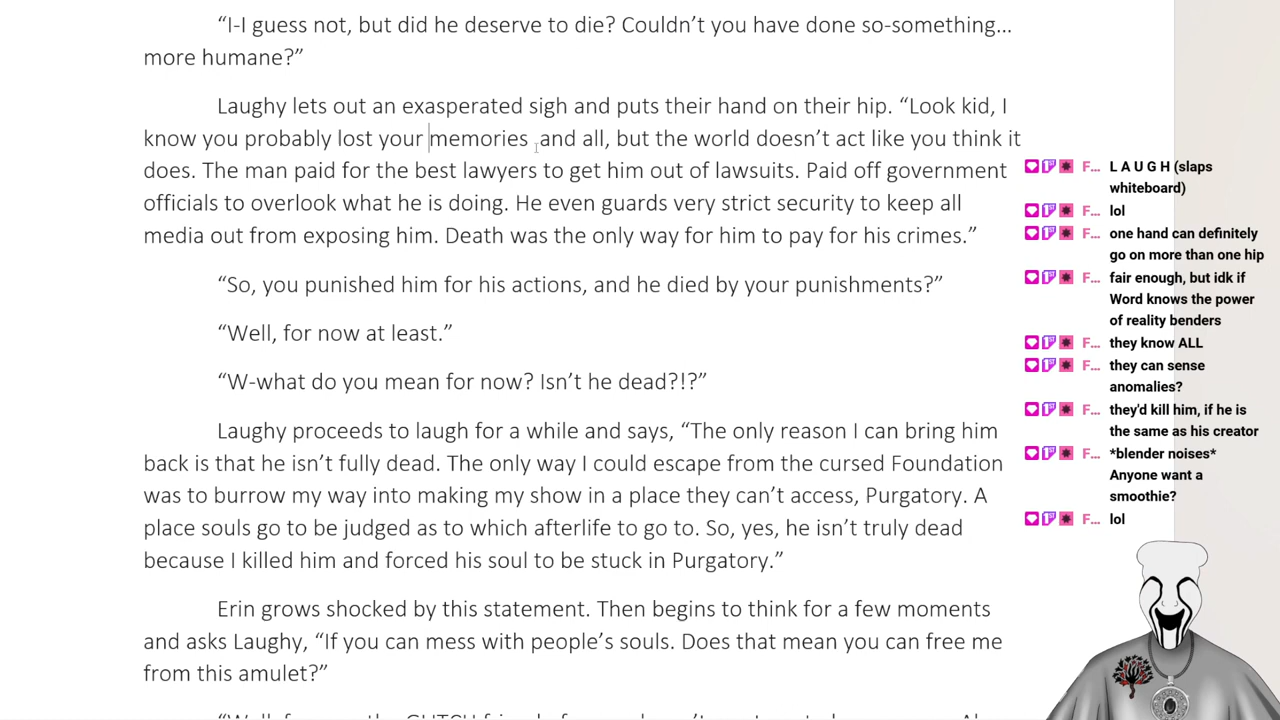 “I-I guess not, but did he deserve to die? Couldn’t you have done so-something…
more humane?”
Laughy lets out an exasperated sigh and puts their hand on their hip. “Look kid, I
know you probably lost your memories and all, but the world doesn’t act like you think it
does. The man paid for the best lawyers to get him out of lawsuits. Paid off government
officials to overlook what he is doing. He even guards very strict security to keep all
media out from exposing him. Death was the only way for him to pay for his crimes.”
“So, you punished him for his actions, and he died by your punishments?”
“Well, for now at least.”
“W-what do you mean for now? Isn’t he dead?!?”
Laughy proceeds to laugh for a while and says, “The only reason I can bring him
back is that he isn’t fully dead. The only way I could escape from the cursed Foundation
was to burrow my way into making my show in a place they can’t access, Purgatory. A
place souls go to be judged as to which afterlife to go to. So, yes, he isn’t truly dead
because I killed him and forced his soul to be stuck in Purgatory.”
Erin grows shocked by this statement. Then begins to think for a few moments
and asks Laughy, “If you can mess with people’s souls. Does that mean you can free me
from this amulet?”
F... L A U G H (slaps
whiteboard)
F... lol
F... one hand can definitely
go on more than one hip
F... fair enough, but idk if
Word knows the power
of reality benders
F... they know ALL
F... they can sense
anomalies?
F... they'd kill him, if he is
the same as his creator
F... *blender noises*
Anyone want a
smoothie?
F... lol